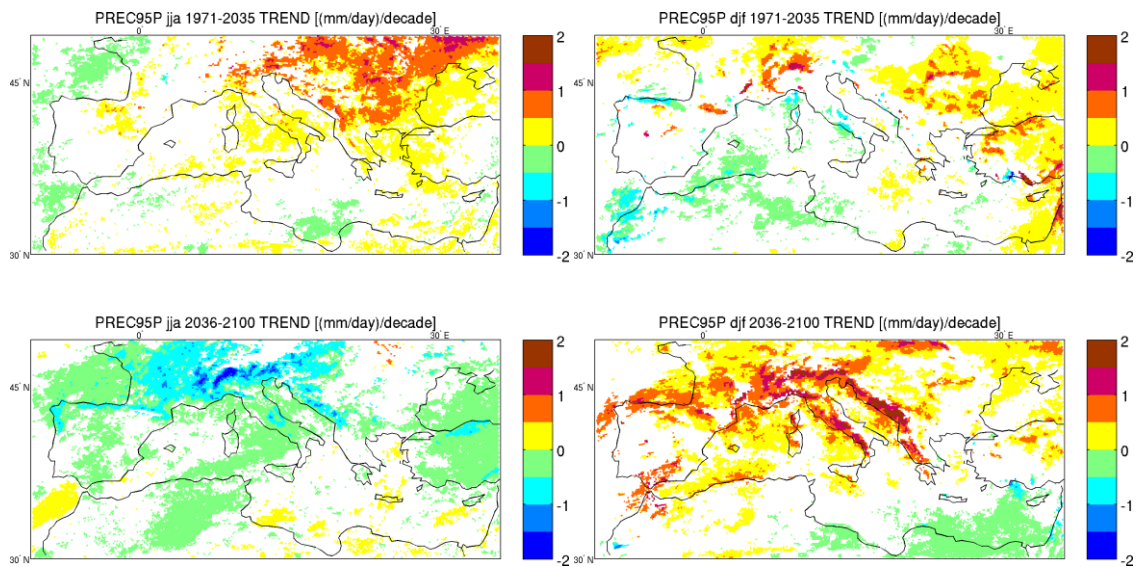 PREC95P jja 1971-2035 TREND [(mm/day)/decade]
0° 30° E
45° N
30° N
2
1
0
-1
-2
PREC95P djf 1971-2035 TREND [(mm/day)/decade]
0° 30° E
45° N
30° N
2
1
0
-1
-2
PREC95P jja 2036-2100 TREND [(mm/day)/decade]
0° 30° E
45° N
30° N
2
1
0
-1
-2
PREC95P djf 2036-2100 TREND [(mm/day)/decade]
0° 30° E
45° N
30° N
2
1
0
-1
-2